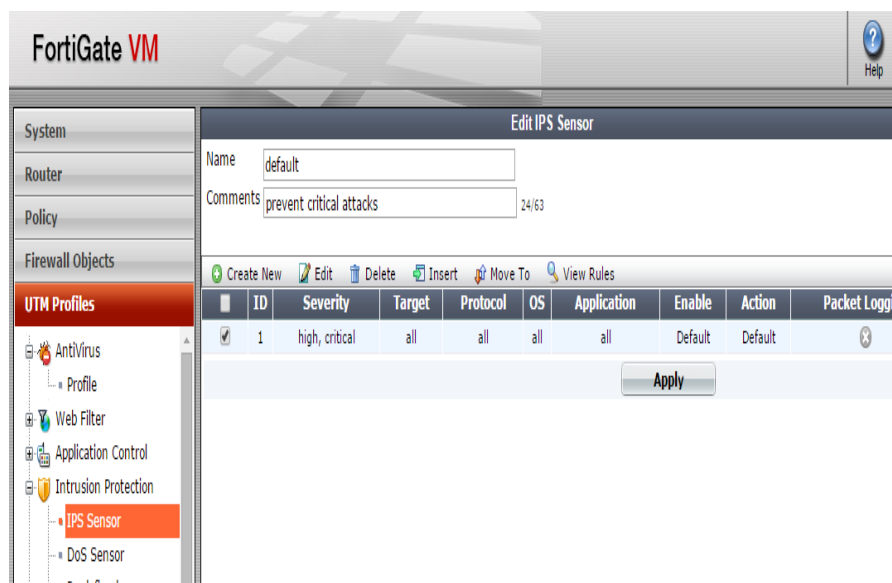 FortiGate VM
Help
System
Router
Policy
Firewall Objects
UTM Profiles
AntiVirus
Profile
Web Filter
Application Control
Intrusion Protection
IPS Sensor
DoS Sensor
Edit IPS Sensor
Name default
Comments prevent critical attacks 24/63
Create New Edit Delete Insert Move To View Rules
ID Severity Target Protocol OS Application Enable Action Packet Loggi
1 high, critical all all all all Default Default
Apply